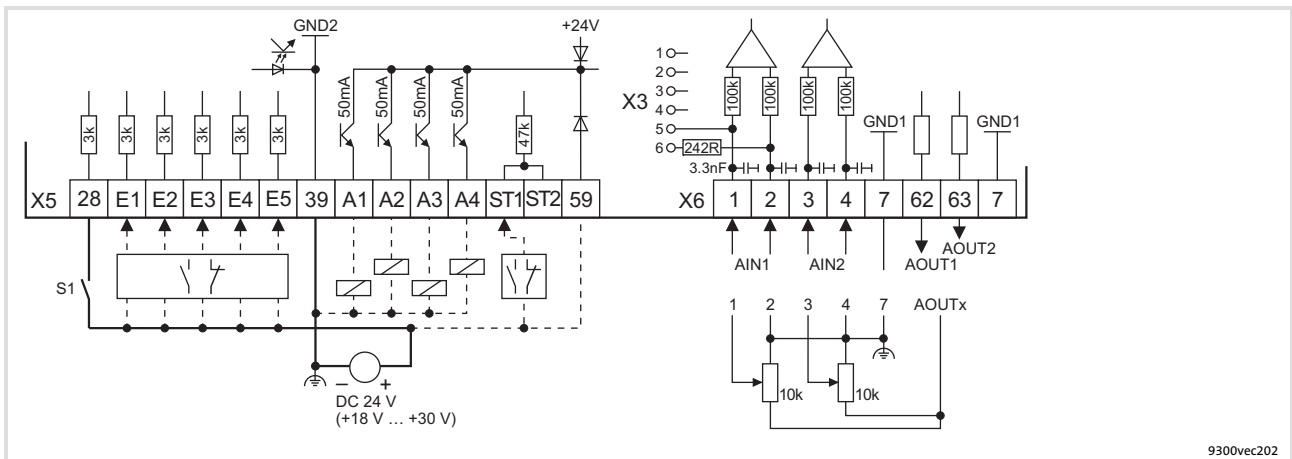 GND2
+24V
50mA 50mA 50mA 50mA
3k 3k 3k 3k 3k 3k
47k
X5 28 E1 E2 E3 E4 E5 39 A1 A2 A3 A4 ST1 ST2 59
S1
– +
DC 24 V
(+18 V ... +30 V)
X3
1
2
3
4
5
6 242R
100k 100k 100k 100k
3.3nF
GND1 GND1
X6 1 2 3 4 7 62 63 7
AIN1 AIN2 AOUT1 AOUT2
1 2 3 4 7 AOUTx
10k 10k
9300vec202